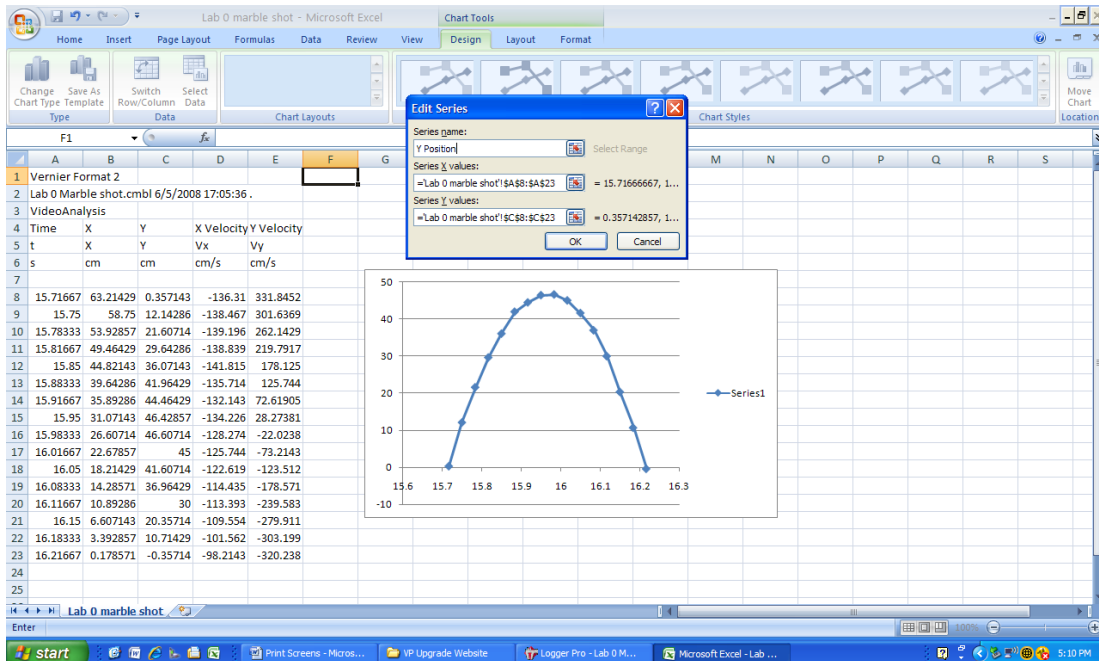 Lab 0 marble shot - Microsoft Excel
Chart Tools
Home Insert Page Layout Formulas Data Review View Design Layout Format
Change Chart Type
Save As Template
Switch Row/Column
Select Data
Move Chart
Type Data Chart Layouts Chart Styles Location
F1 fx
Edit Series
Series name:
Y Position Select Range
Series X values:
='Lab 0 marble shot'!$A$8:$A$23 = 15.71666667, 1...
Series Y values:
='Lab 0 marble shot'!$C$8:$C$23 = 0.357142857, 1...
OK Cancel
A B C D E F G M N O P Q R S
1 Vernier Format 2
2 Lab 0 Marble shot.cmbl 6/5/2008 17:05:36 .
3 VideoAnalysis
4 Time X Y X Velocity Y Velocity
5 t X Y Vx Vy
6 s cm cm cm/s cm/s
7
8 15.71667 63.21429 0.357143 -136.31 331.8452
9 15.75 58.75 12.14286 -138.467 301.6369
10 15.78333 53.92857 21.60714 -139.196 262.1429
11 15.81667 49.46429 29.64286 -138.839 219.7917
12 15.85 44.82143 36.07143 -141.815 178.125
13 15.88333 39.64286 41.96429 -135.714 125.744
14 15.91667 35.89286 44.46429 -132.143 72.61905
15 15.95 31.07143 46.42857 -134.226 28.27381
16 15.98333 26.60714 46.60714 -128.274 -22.0238
17 16.01667 22.67857 45 -125.744 -73.2143
18 16.05 18.21429 41.60714 -122.619 -123.512
19 16.08333 14.28571 36.96429 -114.435 -178.571
20 16.11667 10.89286 30 -113.393 -239.583
21 16.15 6.607143 20.35714 -109.554 -279.911
22 16.18333 3.392857 10.71429 -101.562 -303.199
23 16.21667 0.178571 -0.35714 -98.2143 -320.238
24
25
50
40
30
20
10
0
-10
15.6 15.7 15.8 15.9 16 16.1 16.2 16.3
Series1
Lab 0 marble shot
Enter 100%
start Print Screens - Micros... VP Upgrade Website Logger Pro - Lab 0 M... Microsoft Excel - Lab ... 5:10 PM